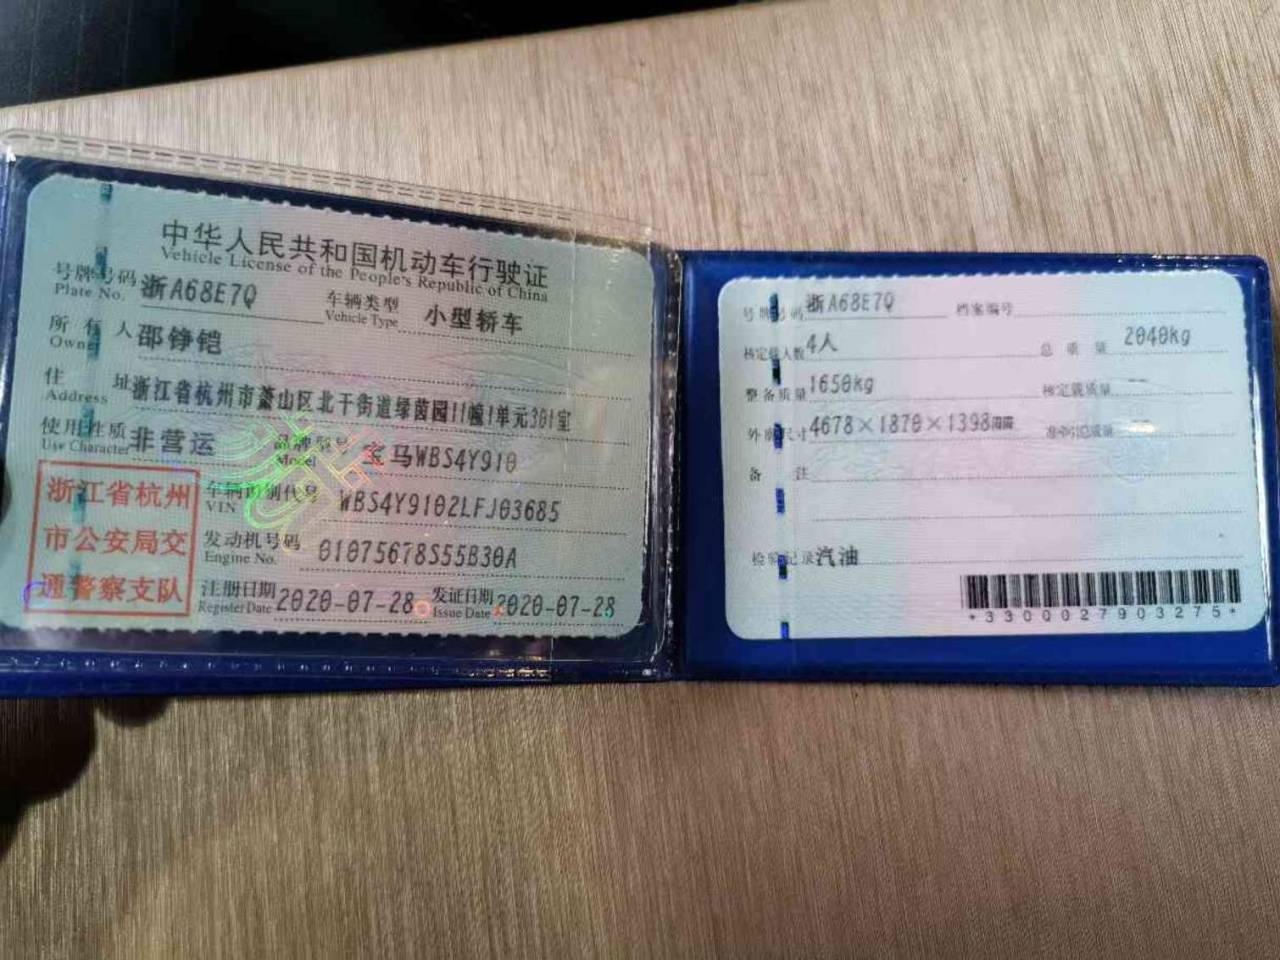 中华人民共和国机动车行驶证
Vehicle License of the People's Republic of China
号牌号码 浙A68E7Q 车辆类型 小型轿车
Plate No. Vehicle Type
所有人 邵铮铠
Owner
住址 浙江省杭州市萧山区北干街道绿茵园11幢1单元301室
Address
使用性质 非营运 品牌型号 宝马WBS4Y910
Use Character Model
浙江省杭州
市公安局交
通警察支队
车辆识别代号 WBS4Y9102LFJ03685
VIN
发动机号码 01075678S55B30A
Engine No.
注册日期 2020-07-28 发证日期 2020-07-28
Register Date Issue Date
号牌号码 浙A68E7Q 档案编号
核定载人数 4人 总质量 2040kg
整备质量 1650kg 核定载质量 --
外廓尺寸 4678×1870×1398mm 准牵引总质量 --
备注
检验记录 汽油
*3300027903275*